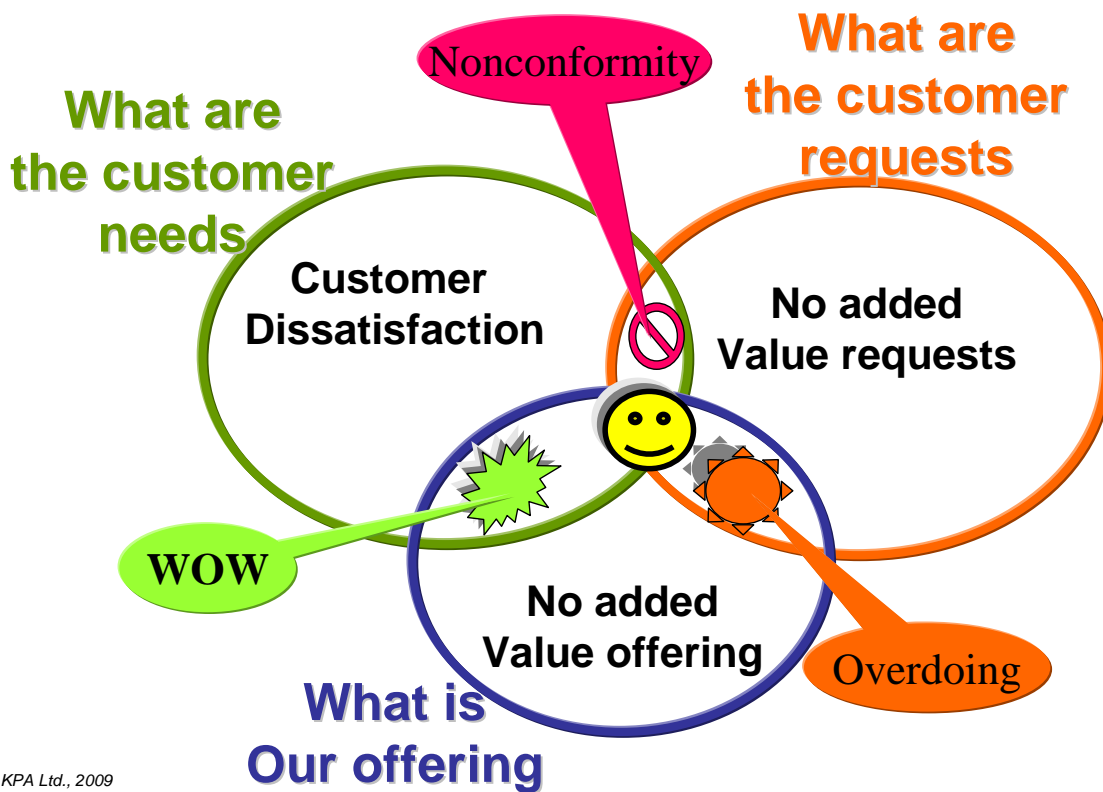 Nonconformity
What are
the customer
requests
What are
the customer
needs
Customer
Dissatisfaction
No added
Value requests
WOW
No added
Value offering
Overdoing
What is
Our offering
KPA Ltd., 2009